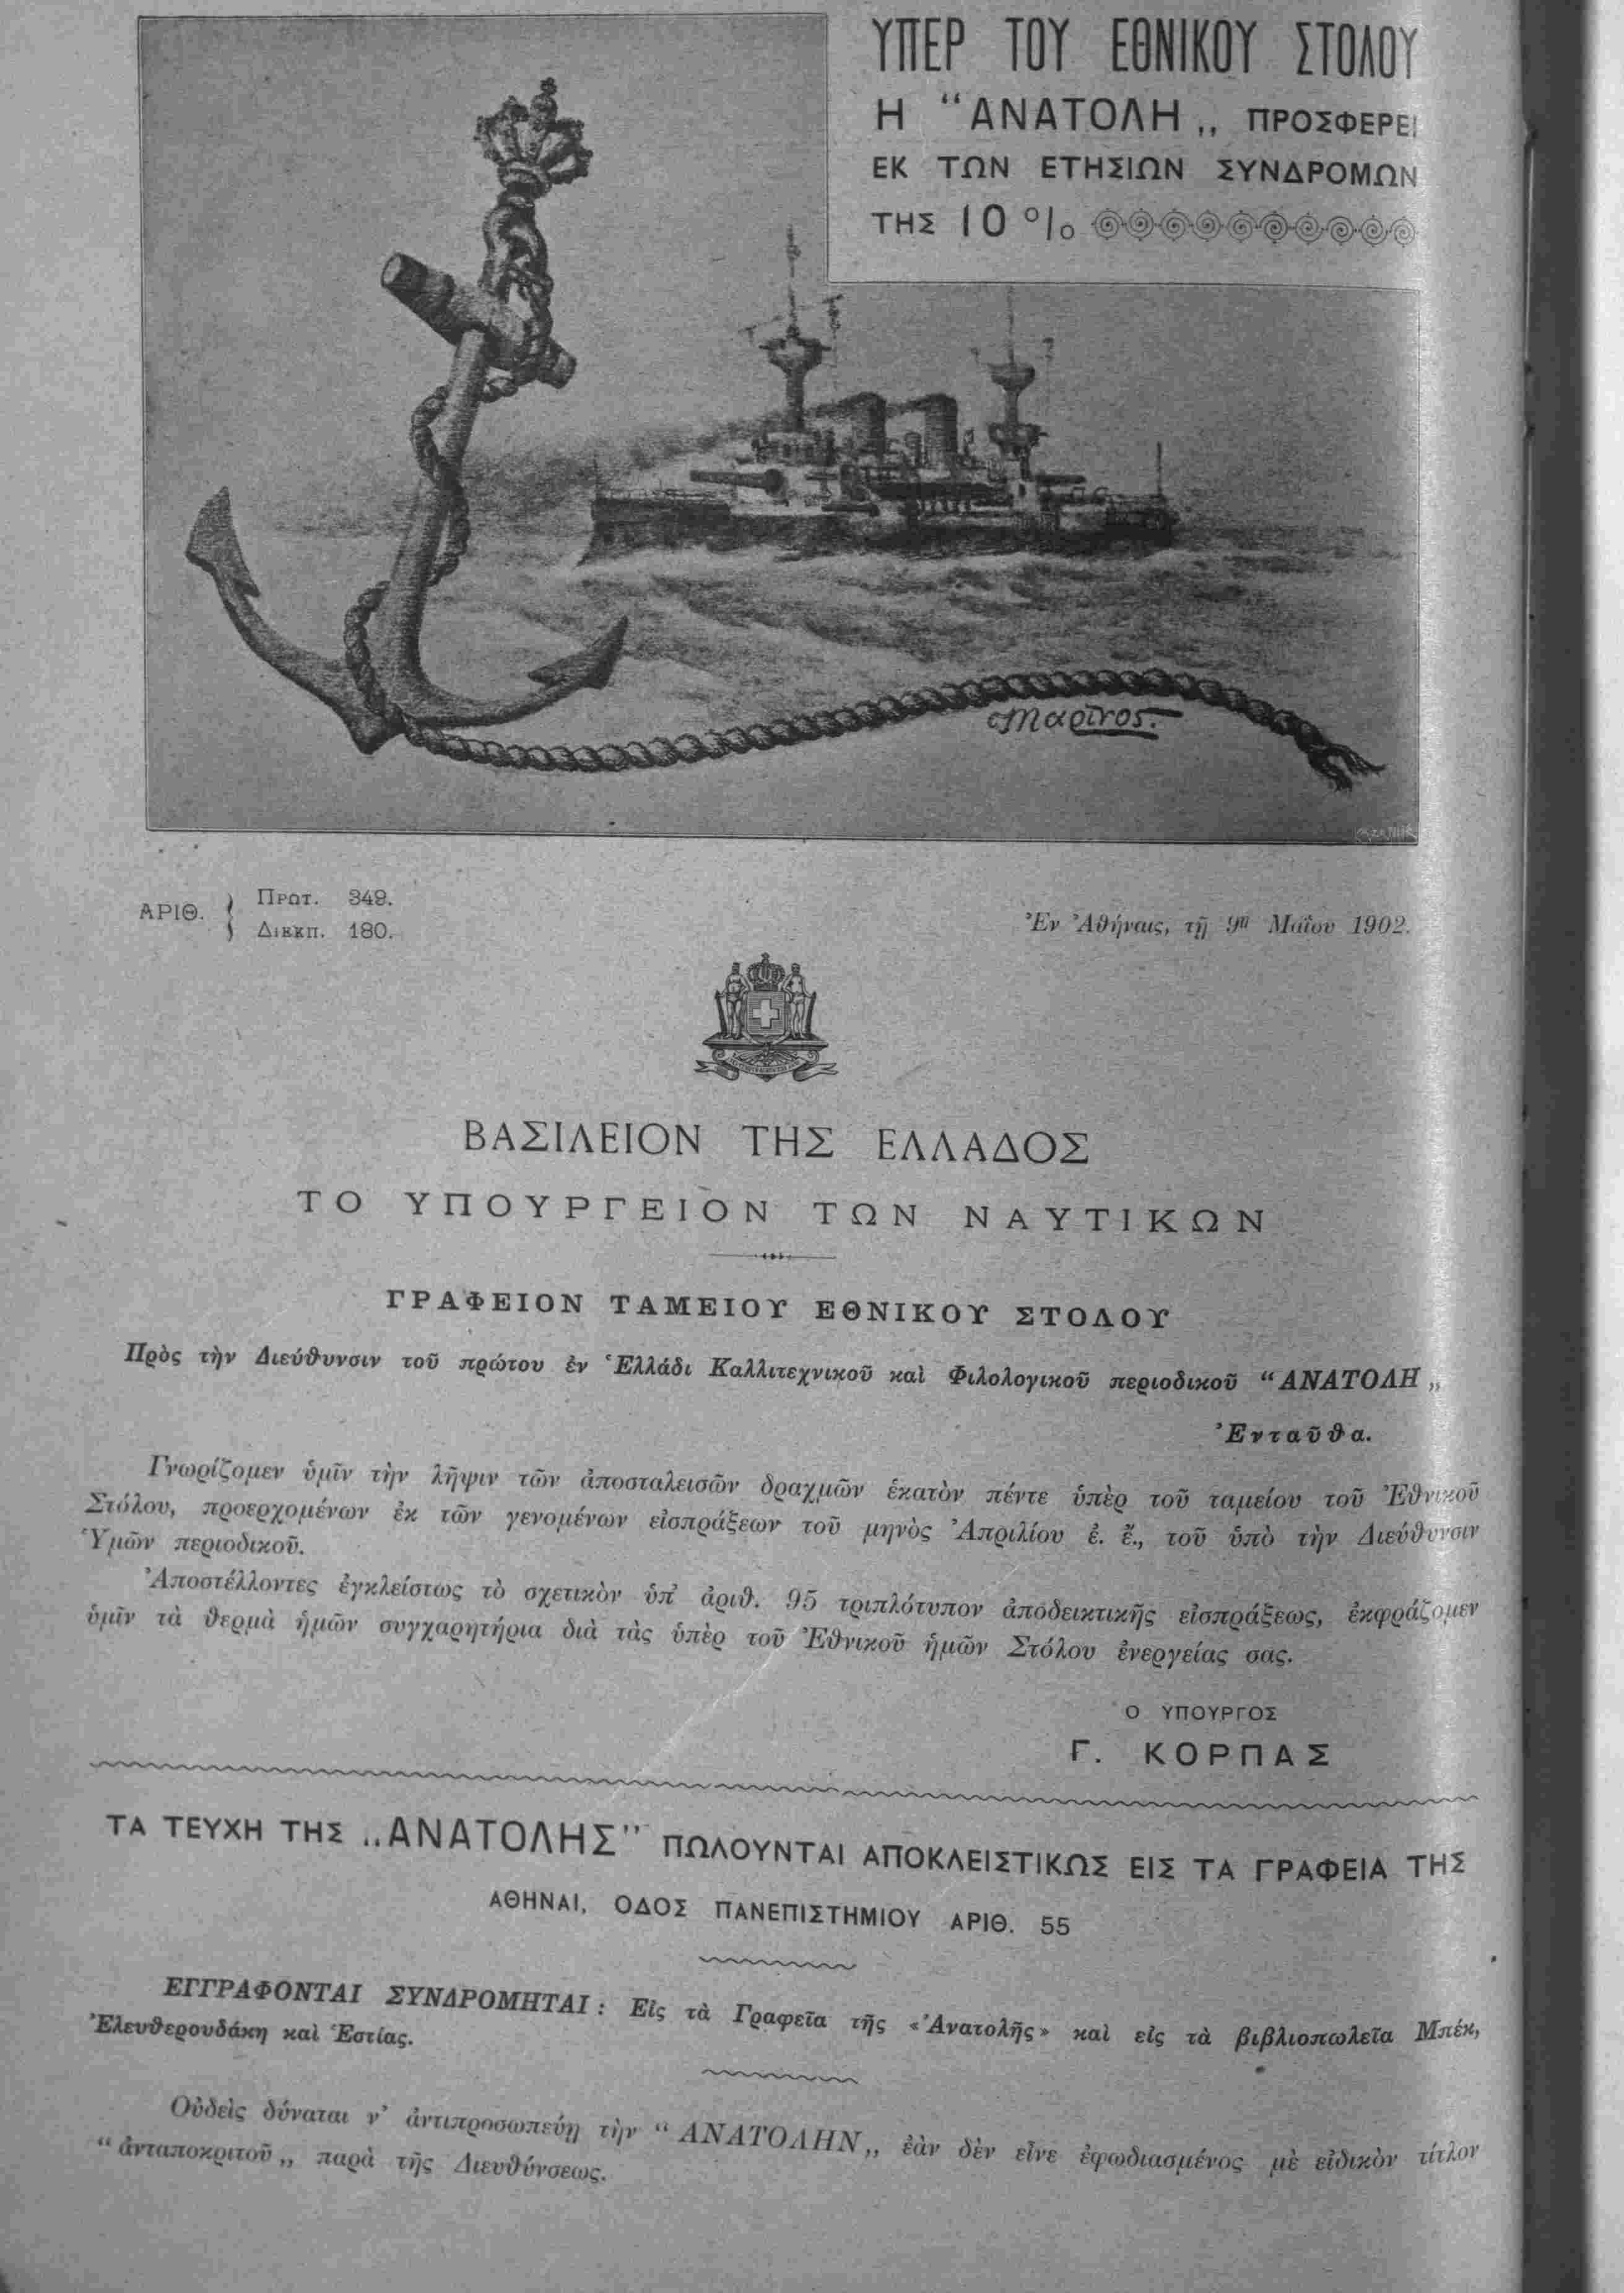 ΥΠΕΡ ΤΟΥ ΕΘΝΙΚΟΥ ΣΤΟΛΟΥ
Η “ΑΝΑΤΟΛΗ„ ΠΡΟΣΦΕΡΕΙ
ΕΚ ΤΩΝ ΕΤΗΣΙΩΝ ΣΥΝΔΡΟΜΩΝ
ΤΗΣ 10 %
Μαρῖνος.
ΑΡΙΘ. { Πρωτ. 349.
Διεκπ. 180.
Ἐν Ἀθήναις, τῇ 9ῃ Μαΐου 1902.
ΒΑΣΙΛΕΙΟΝ ΤΗΣ ΕΛΛΑΔΟΣ
ΤΟ ΥΠΟΥΡΓΕΙΟΝ ΤΩΝ ΝΑΥΤΙΚΩΝ
ΓΡΑΦΕΙΟΝ ΤΑΜΕΙΟΥ ΕΘΝΙΚΟΥ ΣΤΟΛΟΥ
Πρὸς τὴν Διεύθυνσιν τοῦ πρώτου ἐν Ἑλλάδι Καλλιτεχνικοῦ καὶ Φιλολογικοῦ περιοδικοῦ “ΑΝΑΤΟΛΗ„
Ἐνταῦθα.
Γνωρίζομεν ὑμῖν τὴν λῆψιν τῶν ἀποσταλεισῶν δραχμῶν ἑκατὸν πέντε ὑπὲρ τοῦ ταμείου τοῦ Ἐθνικοῦ
Στόλου, προερχομένων ἐκ τῶν γενομένων εἰσπράξεων τοῦ μηνὸς Ἀπριλίου ἐ. ἔ., τοῦ ὑπὸ τὴν Διεύθυνσιν
Ὑμῶν περιοδικοῦ.
Ἀποστέλλοντες ἐγκλείστως τὸ σχετικὸν ὑπ’ ἀριθ. 95 τριπλότυπον ἀποδεικτικῆς εἰσπράξεως, ἐκφράζομεν
ὑμῖν τὰ θερμὰ ἡμῶν συγχαρητήρια διὰ τὰς ὑπὲρ τοῦ Ἐθνικοῦ ἡμῶν Στόλου ἐνεργείας σας.
Ο ΥΠΟΥΡΓΟΣ
Γ. ΚΟΡΠΑΣ
ΤΑ ΤΕΥΧΗ ΤΗΣ „ΑΝΑΤΟΛΗΣ” ΠΩΛΟΥΝΤΑΙ ΑΠΟΚΛΕΙΣΤΙΚΩΣ ΕΙΣ ΤΑ ΓΡΑΦΕΙΑ ΤΗΣ
ΑΘΗΝΑΙ, ΟΔΟΣ ΠΑΝΕΠΙΣΤΗΜΙΟΥ ΑΡΙΘ. 55
ΕΓΓΡΑΦΟΝΤΑΙ ΣΥΝΔΡΟΜΗΤΑΙ : Εἰς τὰ Γραφεῖα τῆς «Ἀνατολῆς» καὶ εἰς τὰ βιβλιοπωλεῖα Μπέκ,
Ἐλευθερουδάκη καὶ Ἑστίας.
Οὐδεὶς δύναται ν’ ἀντιπροσωπεύῃ τὴν “ΑΝΑΤΟΛΗΝ„ ἐὰν δὲν εἶνε ἐφωδιασμένος μὲ εἰδικὸν τίτλον
“ἀνταποκριτοῦ„ παρὰ τῆς Διευθύνσεως.